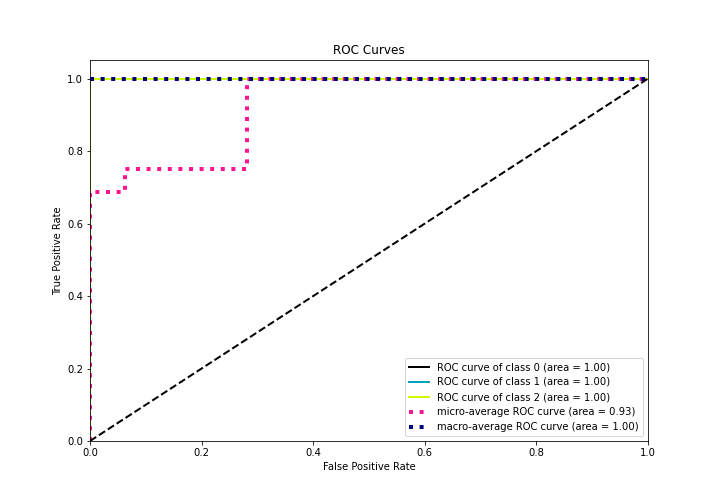 ROC Curves
1.0
0.8
0.6
0.4
0.2
0.0
True Positive Rate
0.0 0.2 0.4 0.6 0.8 1.0
False Positive Rate
ROC curve of class 0 (area = 1.00)
ROC curve of class 1 (area = 1.00)
ROC curve of class 2 (area = 1.00)
micro-average ROC curve (area = 0.93)
macro-average ROC curve (area = 1.00)